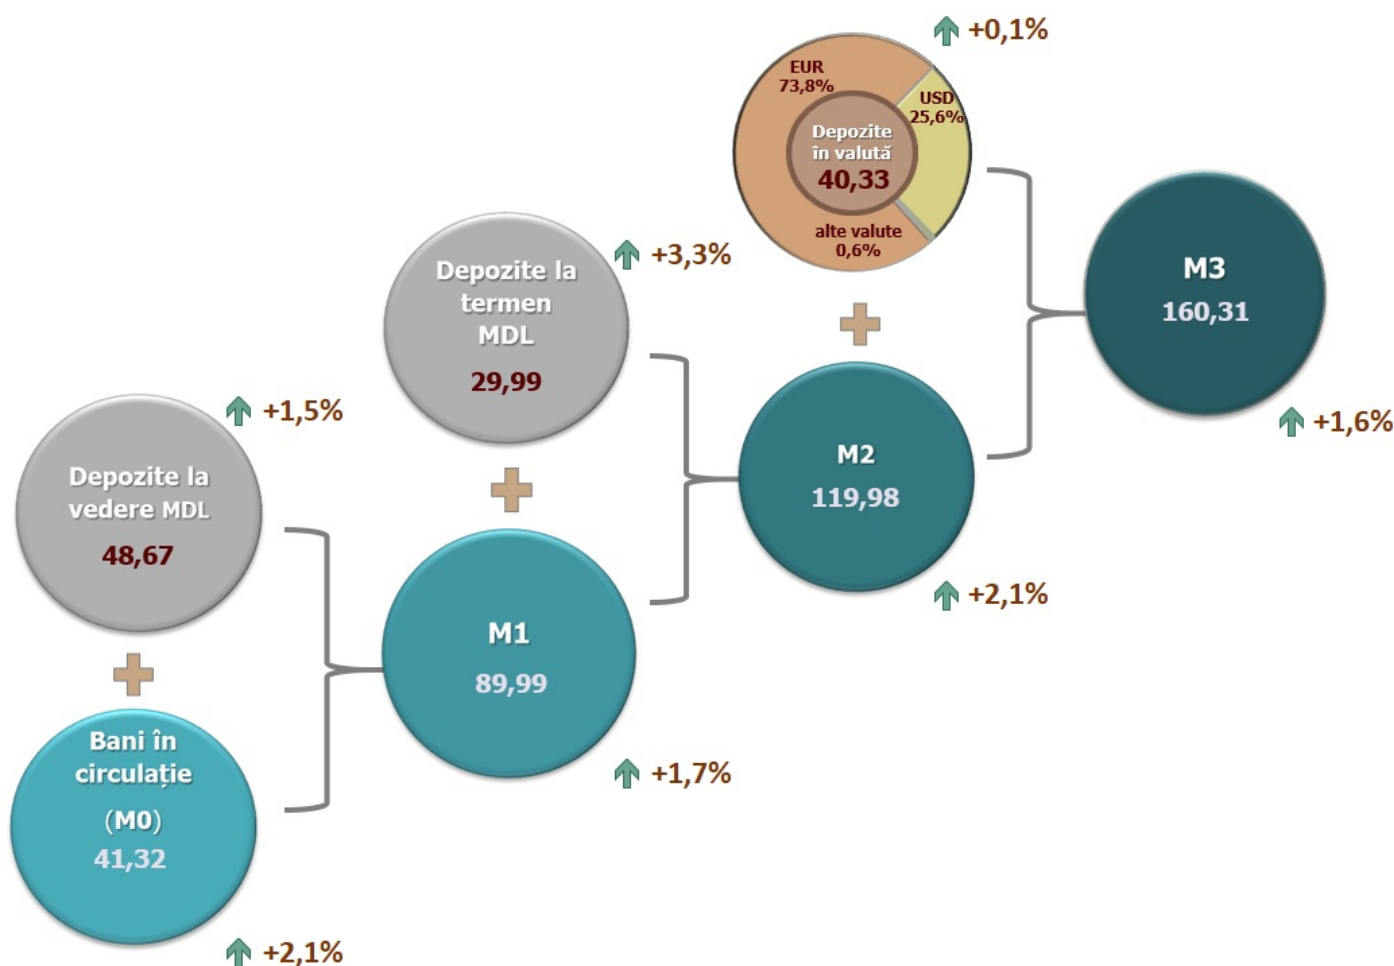 +0,1%
EUR
73,8%
USD
25,6%
Depozite
în valută
40,33
alte valute
0,6%
M3
160,31
+1,6%
+3,3%
Depozite la
termen
MDL
29,99
M2
119,98
+2,1%
+1,5%
Depozite la
vedere MDL
48,67
M1
89,99
+1,7%
Bani în
circulație
(M0)
41,32
+2,1%